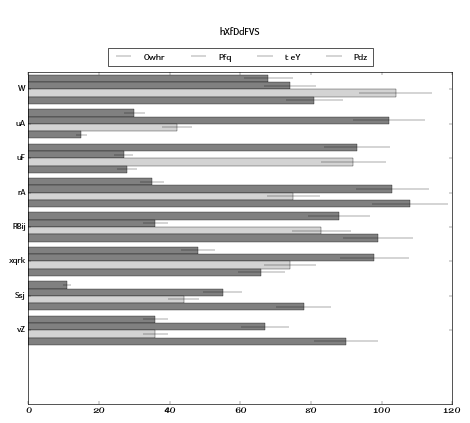 hXfDdFVS
Owhr Pfq t eY Pdz
W
uA
uF
rA
RBij
xqrk
Ssj
vZ
0 20 40 60 80 100 120